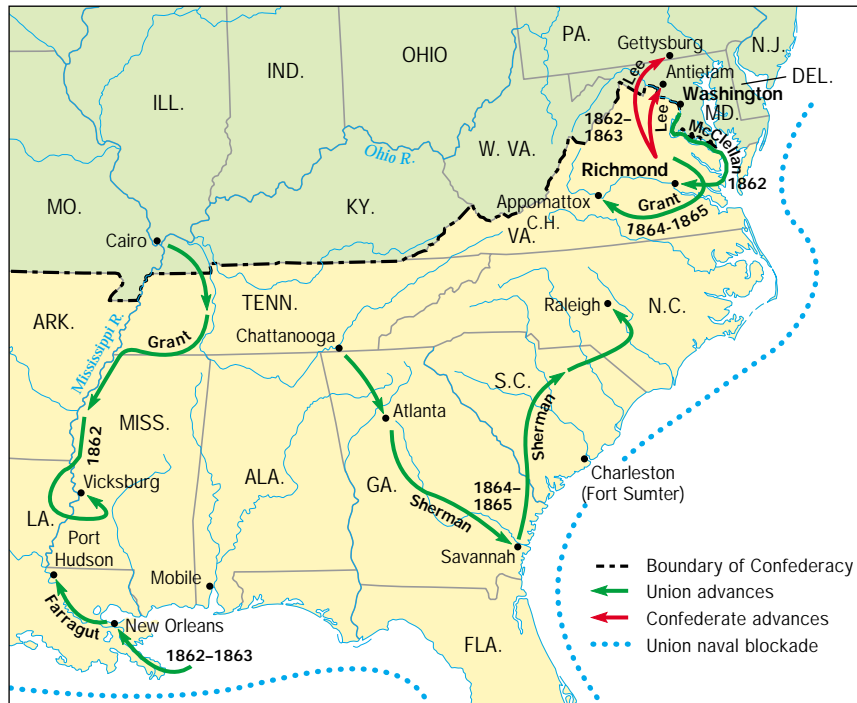 PA.
N.J.
Gettysburg
OHIO
IND.
Lee
Antietam
DEL.
ILL.
Washington
MD.
Lee
McClellan
1862–
1863
Ohio R.
W. VA.
Richmond
1862
MO.
KY.
Appomattox
C.H.
Grant
1864-1865
VA.
Cairo
TENN.
N.C.
Raleigh
ARK.
Chattanooga
Grant
Mississippi R.
S.C.
Atlanta
MISS.
1862
Sherman
ALA.
GA.
Charleston
(Fort Sumter)
Vicksburg
1864–
1865
Sherman
LA.
Port
Hudson
Savannah
Mobile
Farragut
New Orleans
1862–1863
FLA.
Boundary of Confederacy
Union advances
Confederate advances
Union naval blockade